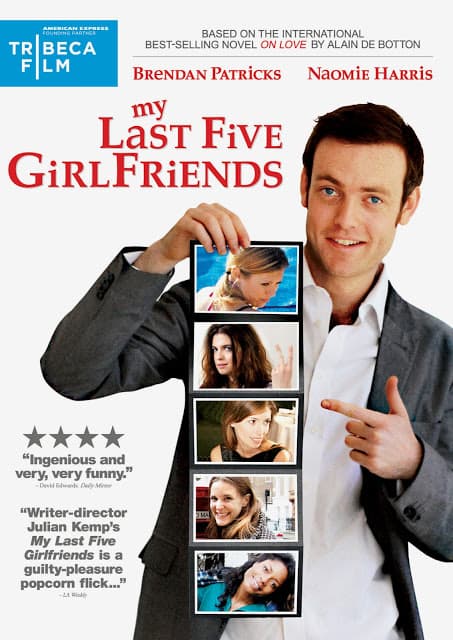 AMERICAN EXPRESS
FOUNDING PARTNER
TRIBECA
FILM
BASED ON THE INTERNATIONAL
BEST-SELLING NOVEL ON LOVE BY ALAIN DE BOTTON
BRENDAN PATRICKS NAOMIE HARRIS
my
LAST FiVE
GiRLFRiENDS
“Ingenious and
very, very funny.”
– David Edwards, Daily Mirror
“Writer-director
Julian Kemp’s
My Last Five
Girlfriends is a
guilty-pleasure
popcorn flick...”
– LA Weekly